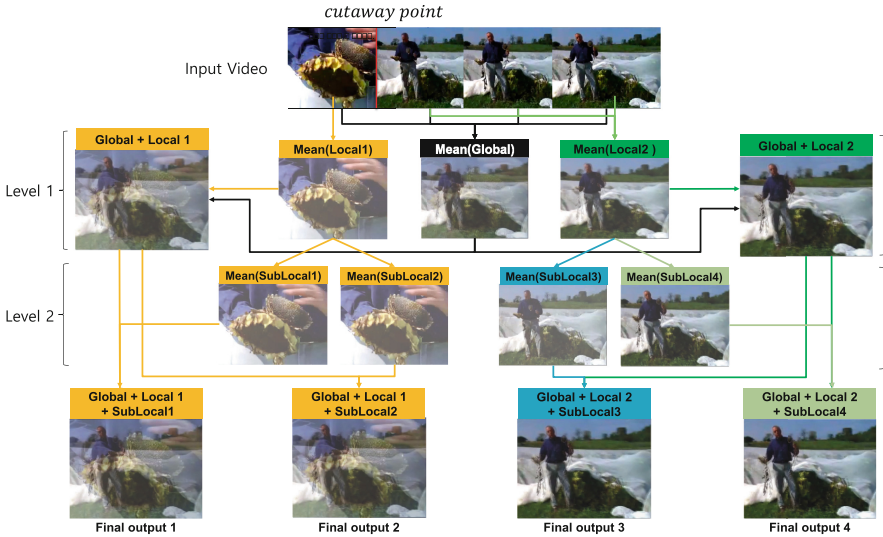 cutaway point
Input Video
Global + Local 1
Mean(Local1)
Mean(Global)
Mean(Local2 )
Global + Local 2
Level 1
Mean(SubLocal1)
Mean(SubLocal2)
Mean(SubLocal3)
Mean(SubLocal4)
Level 2
Global + Local 1
+ SubLocal1
Global + Local 1
+ SubLocal2
Global + Local 2
+ SubLocal3
Global + Local 2
+ SubLocal4
Final output 1
Final output 2
Final output 3
Final output 4